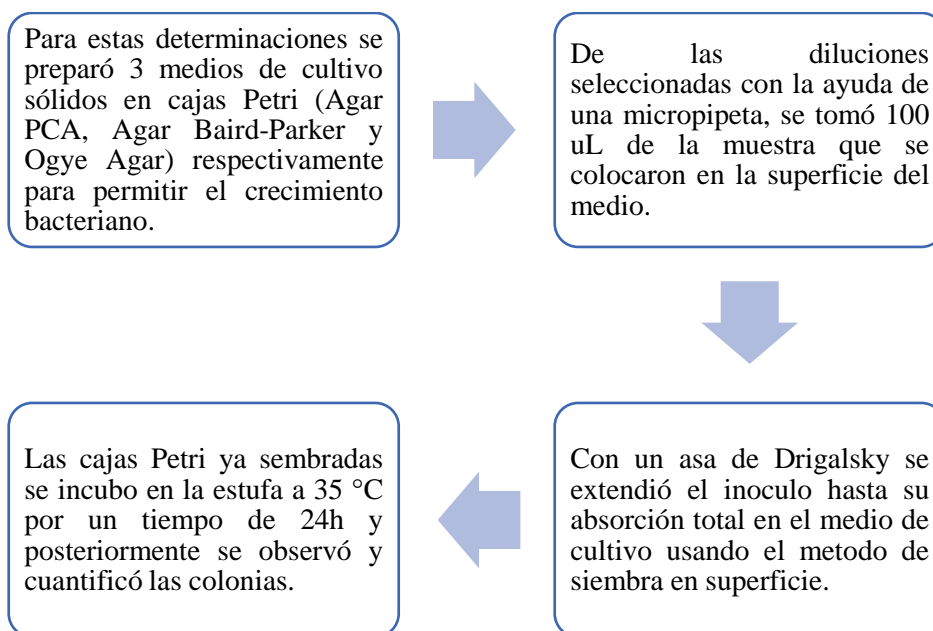 Para estas determinaciones se
preparó 3 medios de cultivo
sólidos en cajas Petri (Agar
PCA, Agar Baird-Parker y
Ogye Agar) respectivamente
para permitir el crecimiento
bacteriano.
De las diluciones
seleccionadas con la ayuda de
una micropipeta, se tomó 100
uL de la muestra que se
colocaron en la superficie del
medio.
Con un asa de Drigalsky se
extendió el inoculo hasta su
absorción total en el medio de
cultivo usando el metodo de
siembra en superficie.
Las cajas Petri ya sembradas
se incubo en la estufa a 35 °C
por un tiempo de 24h y
posteriormente se observó y
cuantificó las colonias.